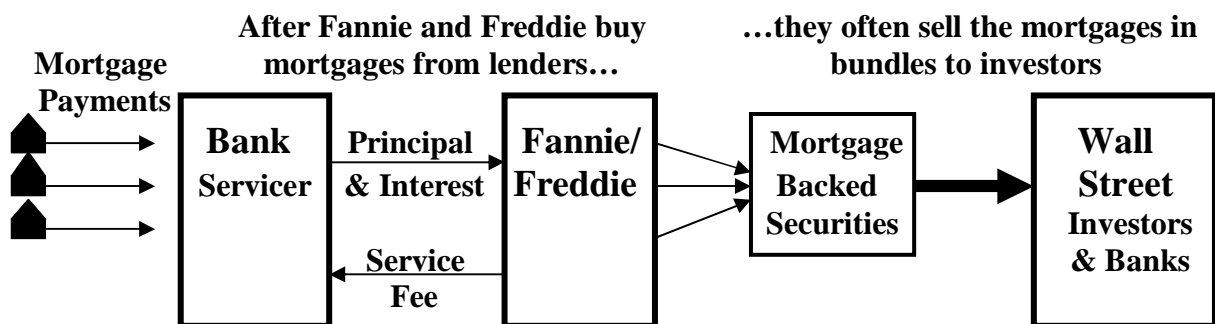 After Fannie and Freddie buy
mortgages from lenders…
…they often sell the mortgages in
bundles to investors
Mortgage
Payments
Bank
Servicer
Principal
& Interest
Service
Fee
Fannie/
Freddie
Mortgage
Backed
Securities
Wall
Street
Investors
& Banks